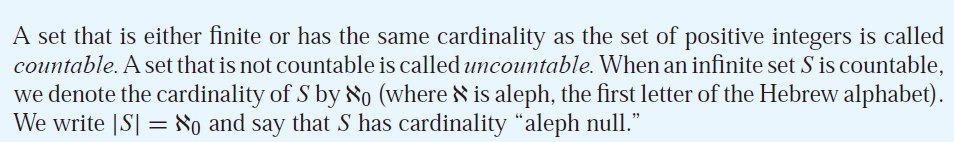 A set that is either finite or has the same cardinality as the set of positive integers is called
countable. A set that is not countable is called uncountable. When an infinite set S is countable,
we denote the cardinality of S by ℵ0 (where ℵ is aleph, the first letter of the Hebrew alphabet).
We write |S| = ℵ0 and say that S has cardinality “aleph null.”